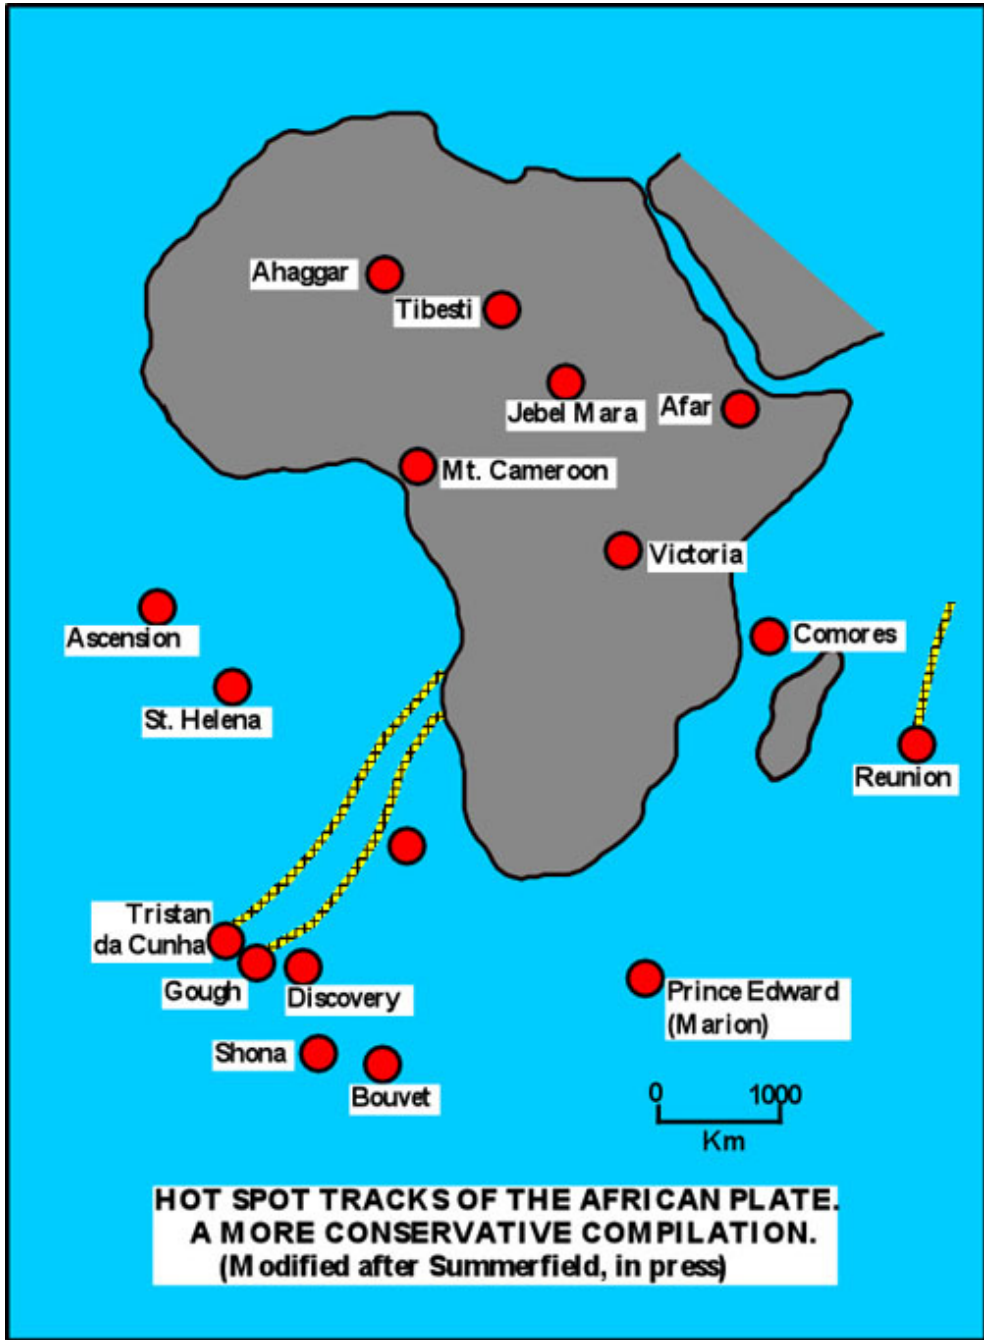 Ahaggar
Tibesti
Jebel Mara
Afar
Mt. Cameroon
Victoria
Ascension
Comores
St. Helena
Reunion
Tristan
da Cunha
Gough
Discovery
Prince Edward
(Marion)
Shona
Bouvet
0 1000
Km
HOT SPOT TRACKS OF THE AFRICAN PLATE.
A MORE CONSERVATIVE COMPILATION.
(Modified after Summerfield, in press)